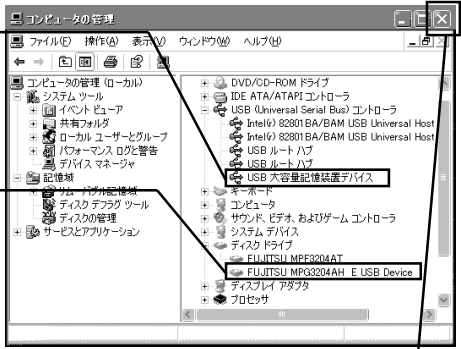 コンピュータの管理
ファイル(F) 操作(A) 表示(V) ウィンドウ(W) ヘルプ(H)
コンピュータの管理 (ローカル)
システム ツール
イベント ビューア
共有フォルダ
ローカル ユーザーとグループ
パフォーマンス ログと警告
デバイス マネージャ
記憶域
リムーバブル記憶域
ディスク デフラグ ツール
ディスクの管理
サービスとアプリケーション
DVD/CD-ROM ドライブ
IDE ATA/ATAPI コントローラ
USB (Universal Serial Bus) コントローラ
Intel(r) 82801BA/BAM USB Universal Host
Intel(r) 82801BA/BAM USB Universal Host
USB ルート ハブ
USB ルート ハブ
USB 大容量記憶装置デバイス
キーボード
コンピュータ
サウンド、ビデオ、およびゲーム コントローラ
システム デバイス
ディスク ドライブ
FUJITSU MPF3204AT
FUJITSU MPG3204AH E USB Device
ディスプレイ アダプタ
プロセッサ